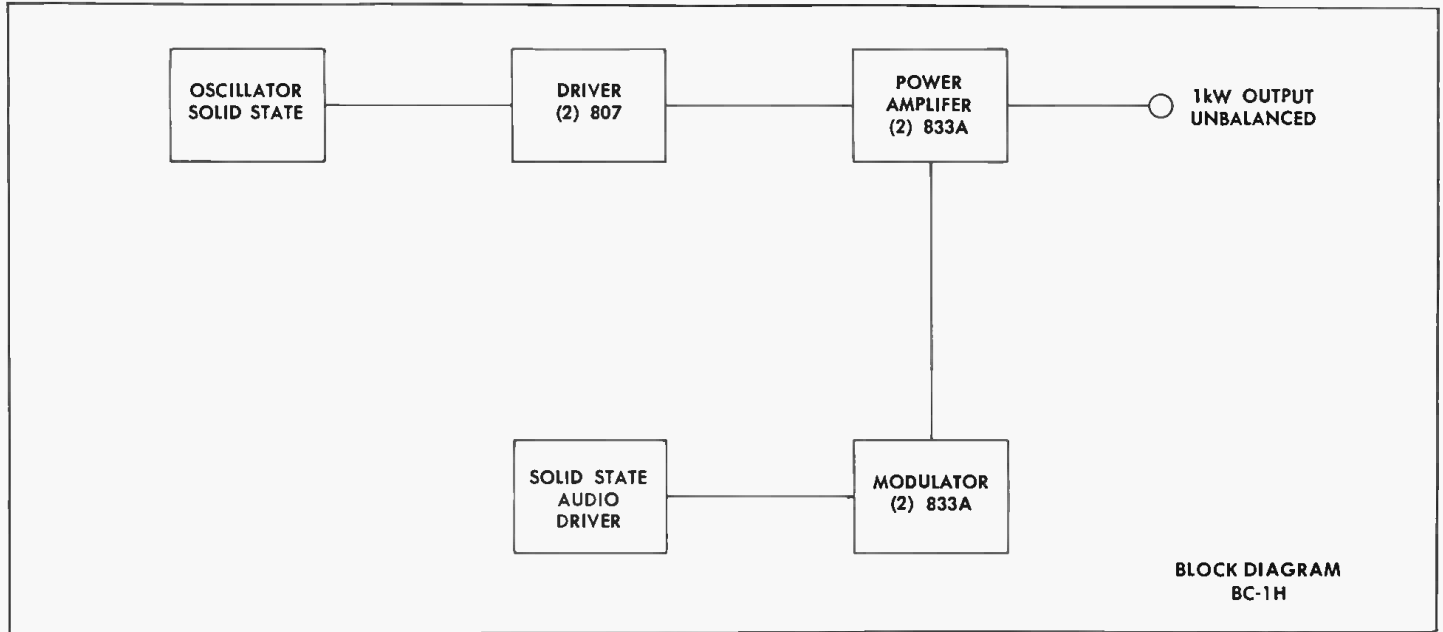 OSCILLATOR
SOLID STATE
DRIVER
(2) 807
POWER
AMPLIFER
(2) 833A
1kW OUTPUT
UNBALANCED
SOLID STATE
AUDIO
DRIVER
MODULATOR
(2) 833A
BLOCK DIAGRAM
BC-1H